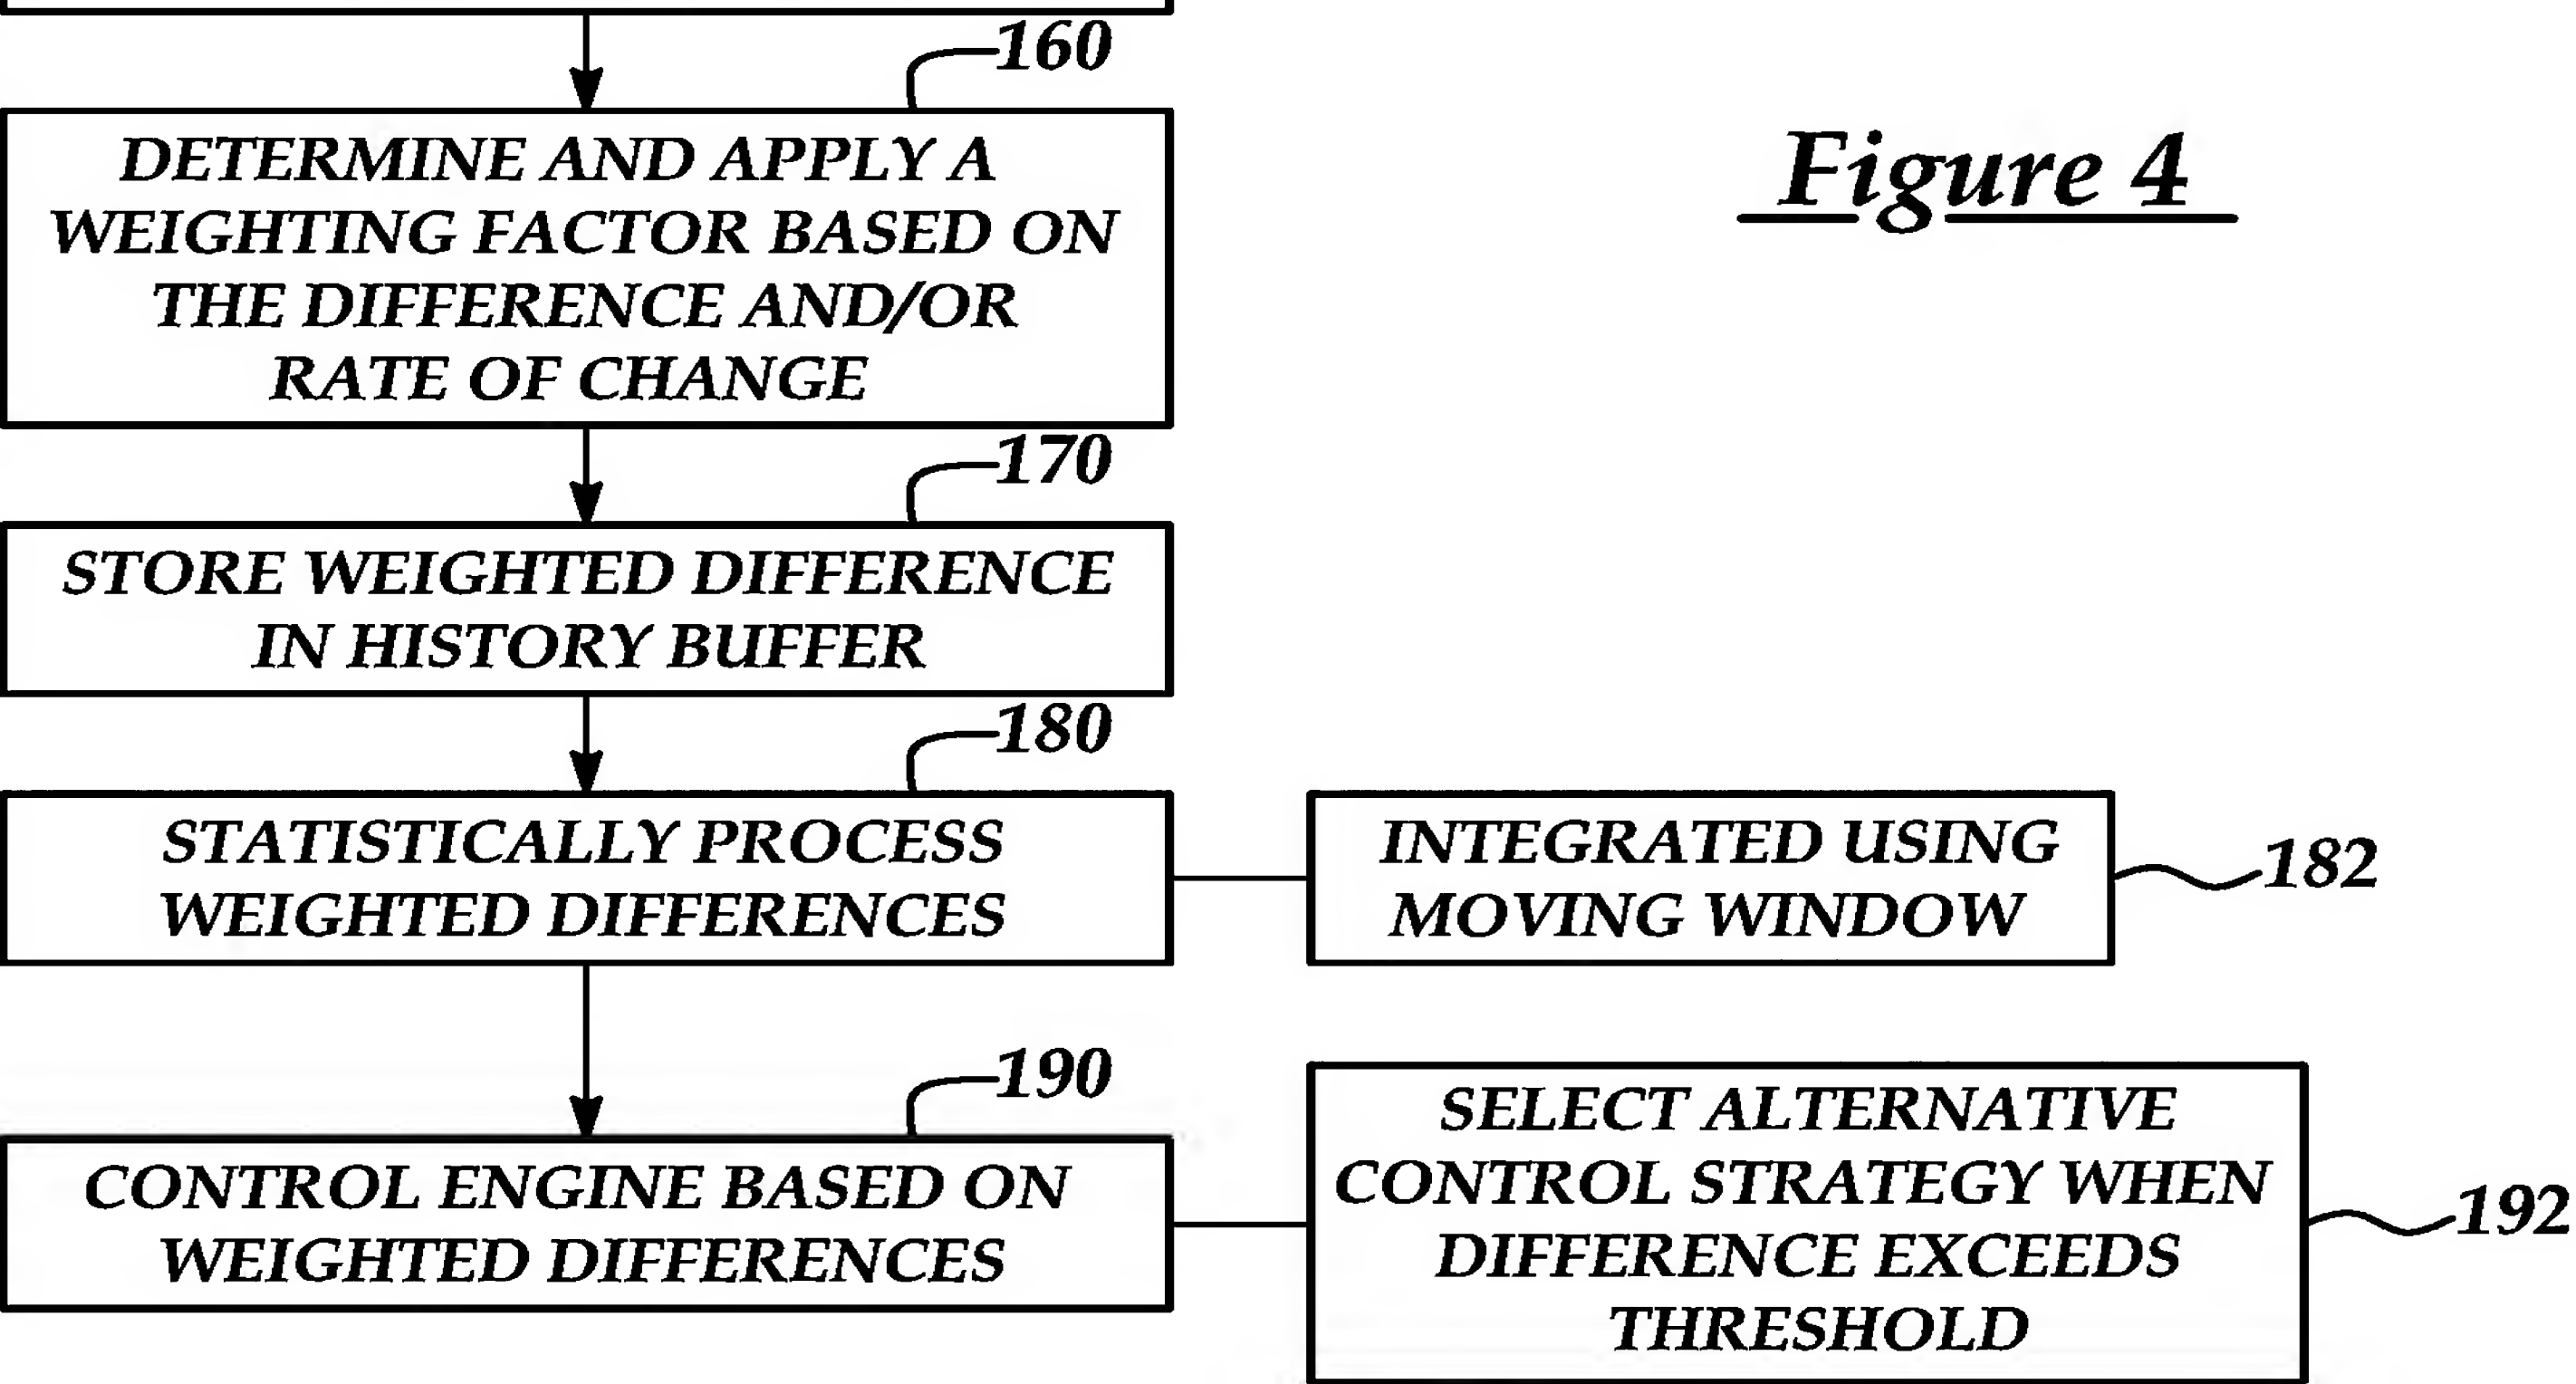 160
Figure 4
DETERMINE AND APPLY A
WEIGHTING FACTOR BASED ON
THE DIFFERENCE AND/OR
RATE OF CHANGE
170
STORE WEIGHTED DIFFERENCE
IN HISTORY BUFFER
180
STATISTICALLY PROCESS
WEIGHTED DIFFERENCES
INTEGRATED USING
MOVING WINDOW
182
190
CONTROL ENGINE BASED ON
WEIGHTED DIFFERENCES
SELECT ALTERNATIVE
CONTROL STRATEGY WHEN
DIFFERENCE EXCEEDS
THRESHOLD
192